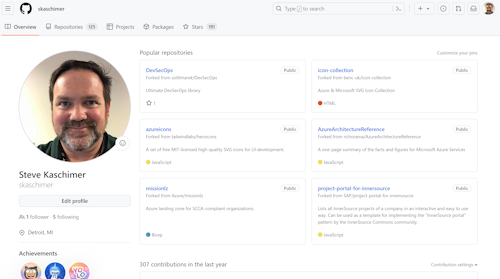 skaschimer
Type / to search
Overview
Repositories 125
Projects
Packages
Stars 191
Popular repositories
Customize your pins
DevSecOps
Public
Forked from
Ultimate DevSecOps library
1
icon-collection
Public
Forked from benc-uk/icon-collection
Azure & Microsoft SVG Icon Collection
HTML
azureicons
Public
Forked from tailwindlabs/heroicons
A set of free MIT-licensed high-quality SVG icons for UI development.
JavaScript
AzureArchitectureReference
Public
Forked from
A one page summary of the facts and figures for Microsoft Azure Services
JavaScript
missionlz
Public
Forked from Azure/missionlz
Azure landing zone for SCCA compliant organizations.
Bicep
project-portal-for-innersource
Public
Forked from SAP/project-portal-for-innersource
Lists all InnerSource projects of a company in an interactive and easy to use
way. Can be used as a template for implementing the "InnerSource portal"
pattern by the InnerSource Commons community.
JavaScript
Steve Kaschimer
skaschimer
Edit profile
1 follower · 5 following
Detroit, MI
Achievements
307 contributions in the last year
Contribution settings